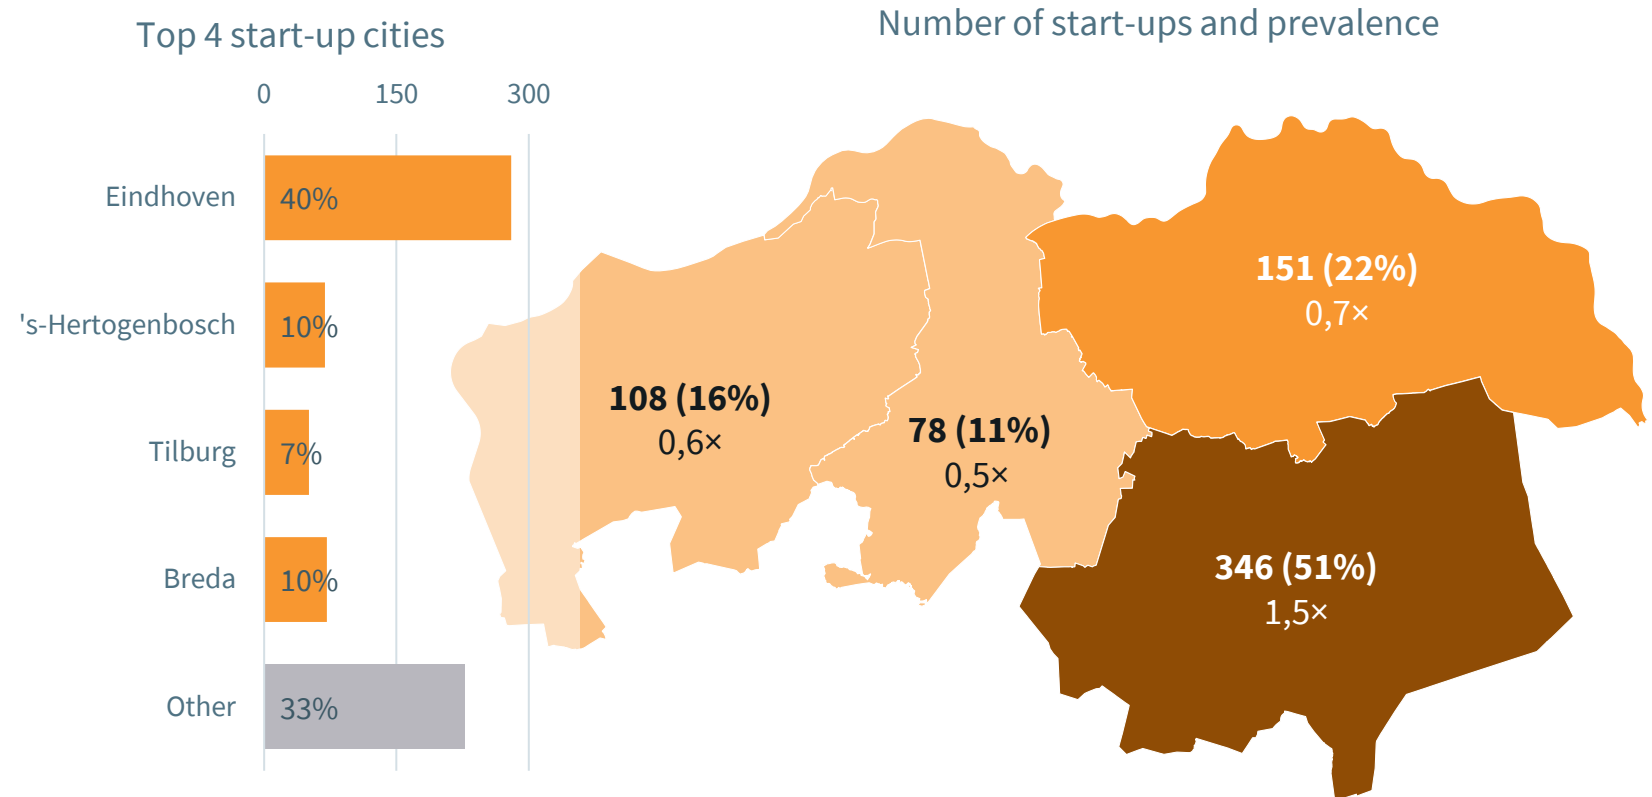 Top 4 start-up cities
0 150 300
Eindhoven 40%
's-Hertogenbosch 10%
Tilburg 7%
Breda 10%
Other 33%
Number of start-ups and prevalence
151 (22%)
0,7×
108 (16%)
0,6×
78 (11%)
0,5×
346 (51%)
1,5×